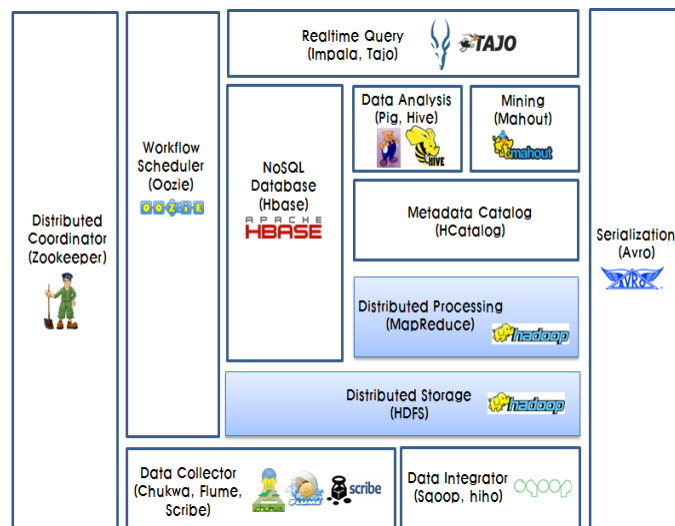 Realtime Query
(Impala, Tajo)
TAJO
Data Analysis
(Pig, Hive)
HIVE
Mining
(Mahout)
mahout
Workflow
Scheduler
(Oozie)
OOZIE
NoSQL
Database
(Hbase)
APACHE
HBASE
Metadata Catalog
(HCatalog)
Distributed
Coordinator
(Zookeeper)
Serialization
(Avro)
AVRO
Distributed Processing
(MapReduce)
hadoop
Distributed Storage
(HDFS)
hadoop
Data Collector
(Chukwa, Flume,
Scribe)
chukwa
FLUME
scribe
Data Integrator
(Sqoop, hiho)
sqoop